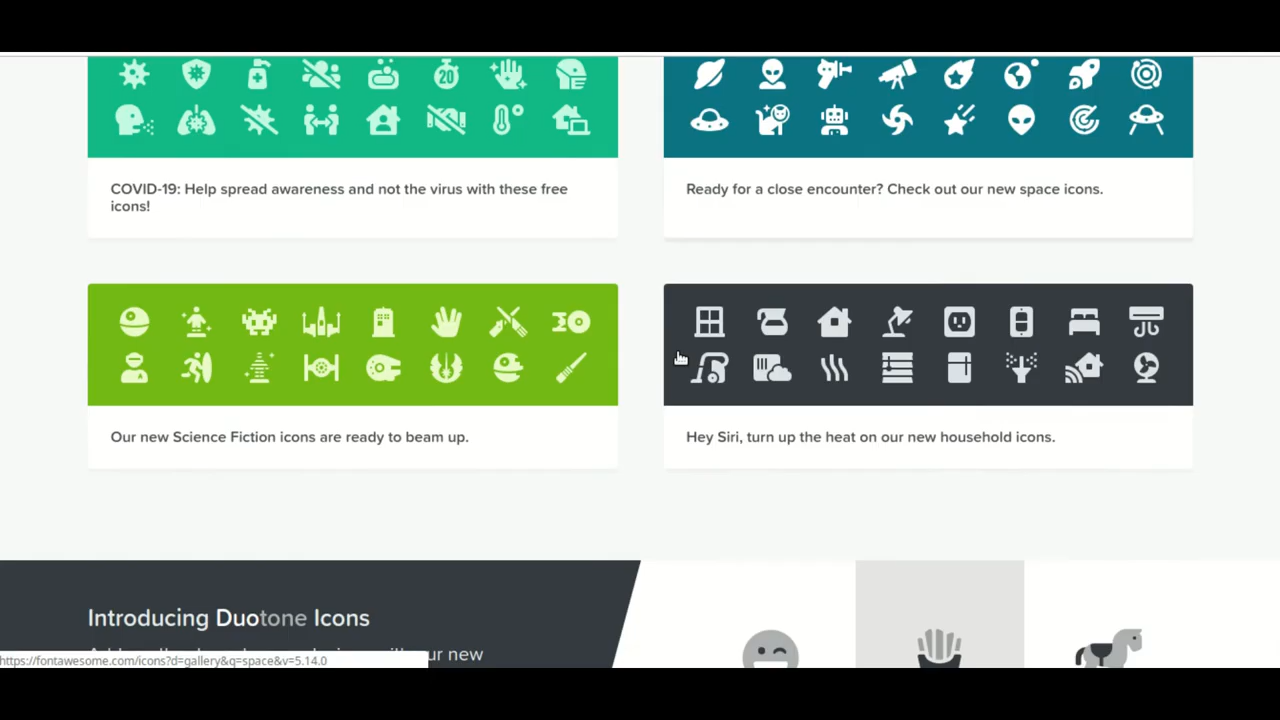 20
COVID-19: Help spread awareness and not the virus with these free
icons!
Ready for a close encounter? Check out our new space icons.
Our new Science Fiction icons are ready to beam up.
Hey Siri, turn up the heat on our new household icons.
Introducing Duotone Icons
ur new
https://fontawesome.com/icons?d=gallery&q=space&v=5.14.0